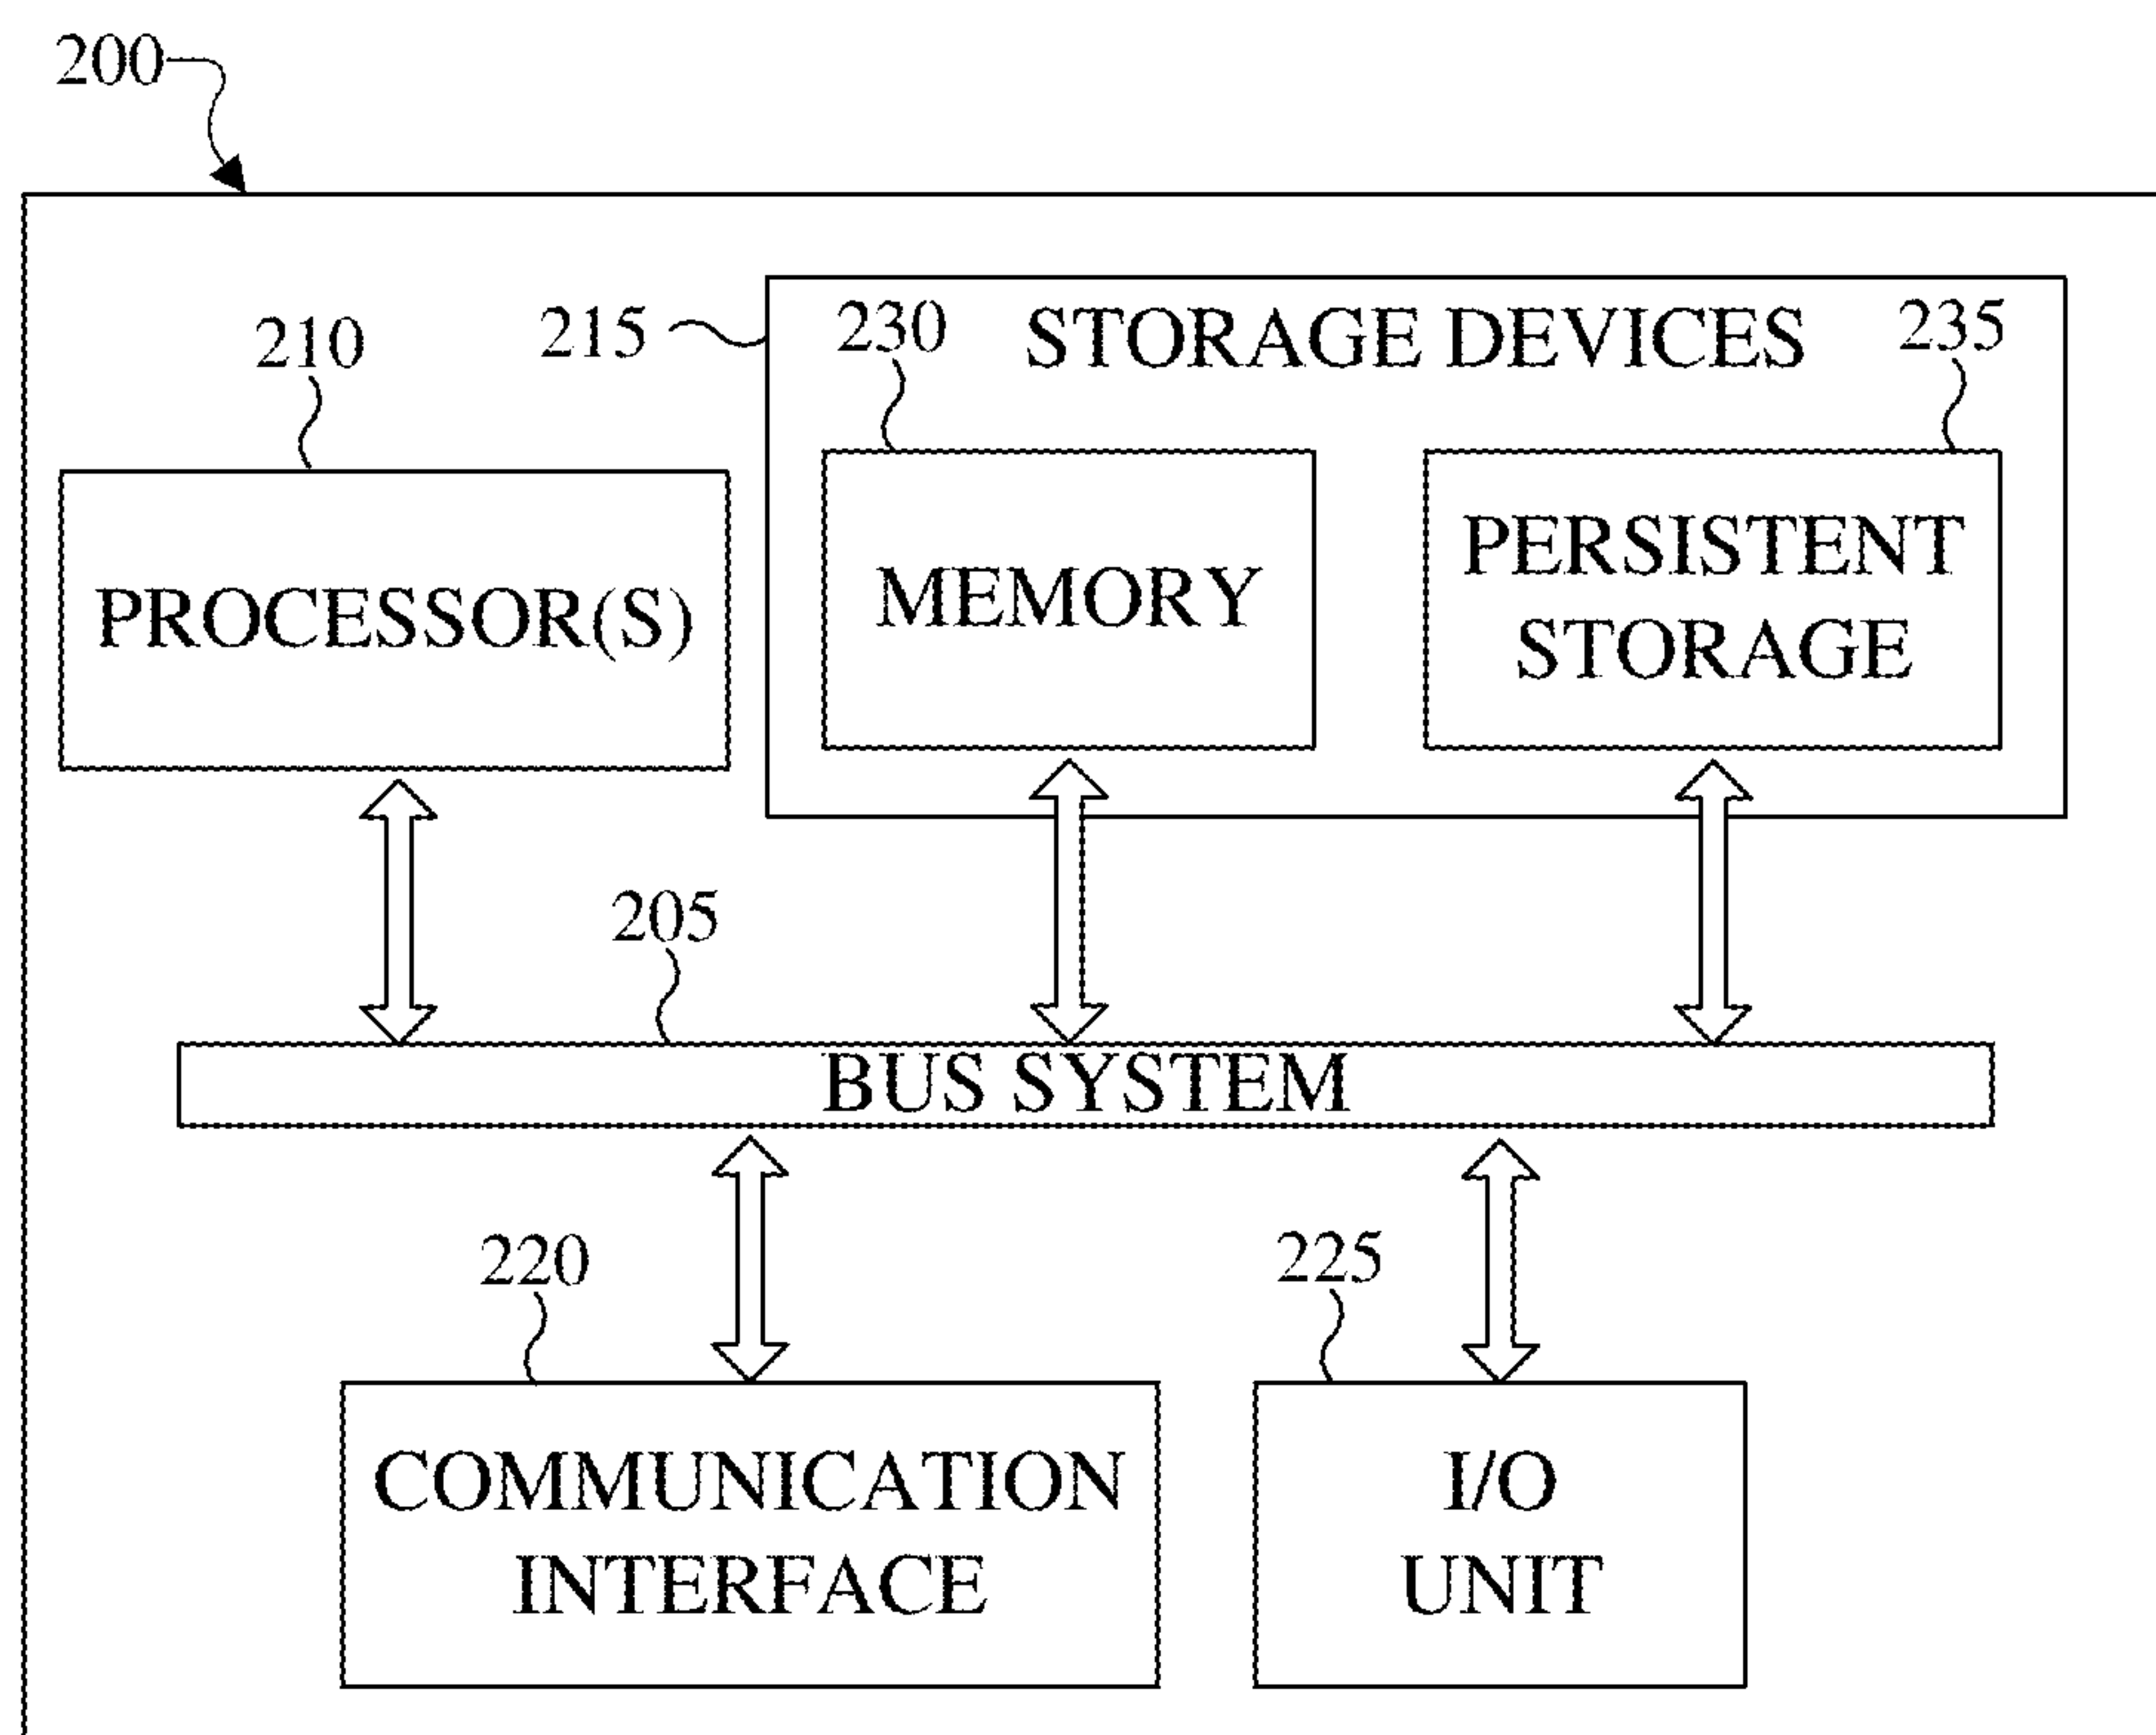 200
210
215
230
STORAGE DEVICES
235
PROCESSOR(S)
MEMORY
PERSISTENT
STORAGE
205
BUS SYSTEM
220
225
COMMUNICATION
INTERFACE
I/O
UNIT